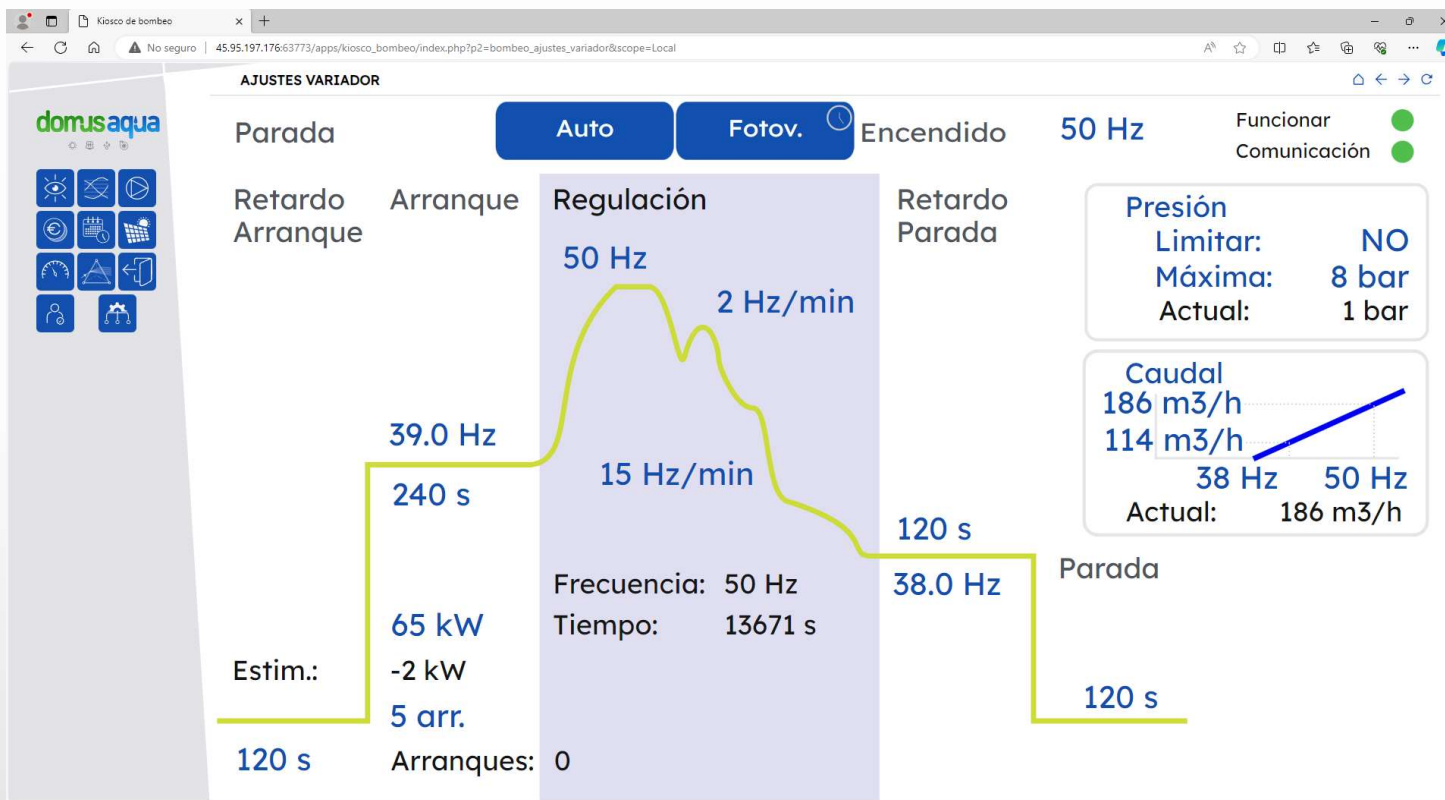 Kiosco de bombeo
No seguro 45.95.197.176:63773/apps/kiosco_bombeo/index.php?p2=bombeo_ajustes_variador&scope=Local
AJUSTES VARIADOR
domusaqua
Parada Auto Fotov. Encendido 50 Hz
Funcionar
Comunicación
Retardo Arranque
Arranque
Regulación
Retardo Parada
50 Hz
2 Hz/min
39.0 Hz
240 s
15 Hz/min
120 s
38.0 Hz
Frecuencia: 50 Hz
Tiempo: 13671 s
65 kW
Estim.: -2 kW
5 arr.
120 s
Arranques: 0
Presión
Limitar: NO
Máxima: 8 bar
Actual: 1 bar
Caudal
186 m3/h
114 m3/h
38 Hz 50 Hz
Actual: 186 m3/h
Parada
120 s